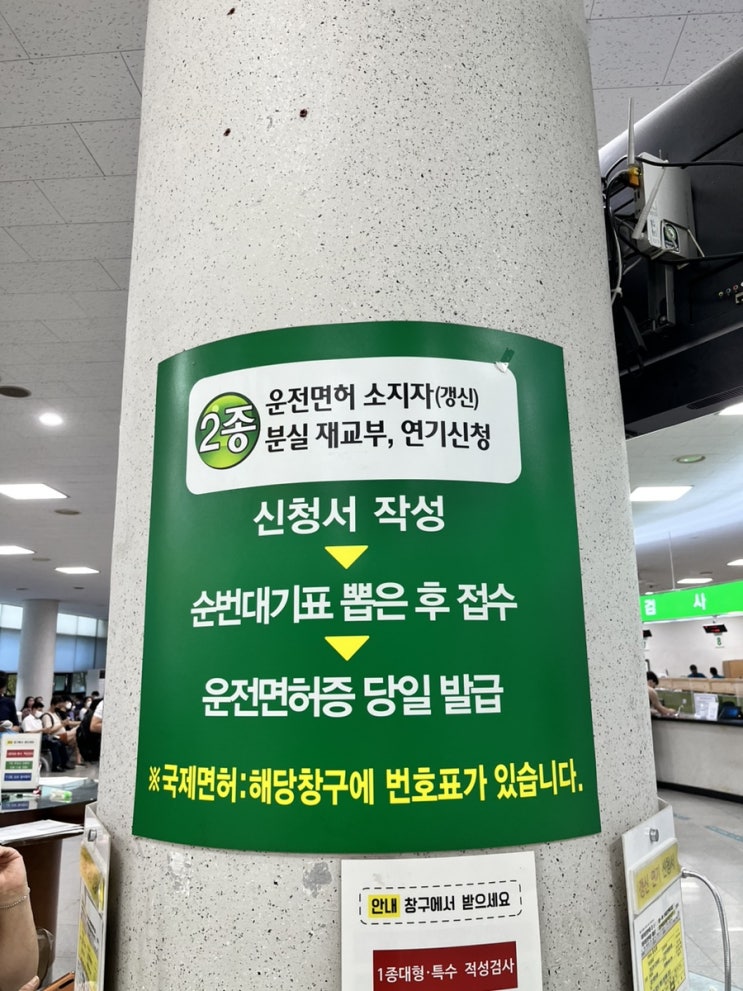 2종
운전면허 소지자(갱신)
분실 재교부, 연기신청
신청서 작성
순번대기표 뽑은 후 접수
운전면허증 당일 발급
※국제면허:해당창구에 번호표가 있습니다.
안내 창구에서 받으세요
1종대형·특수 적성검사
검 사
8